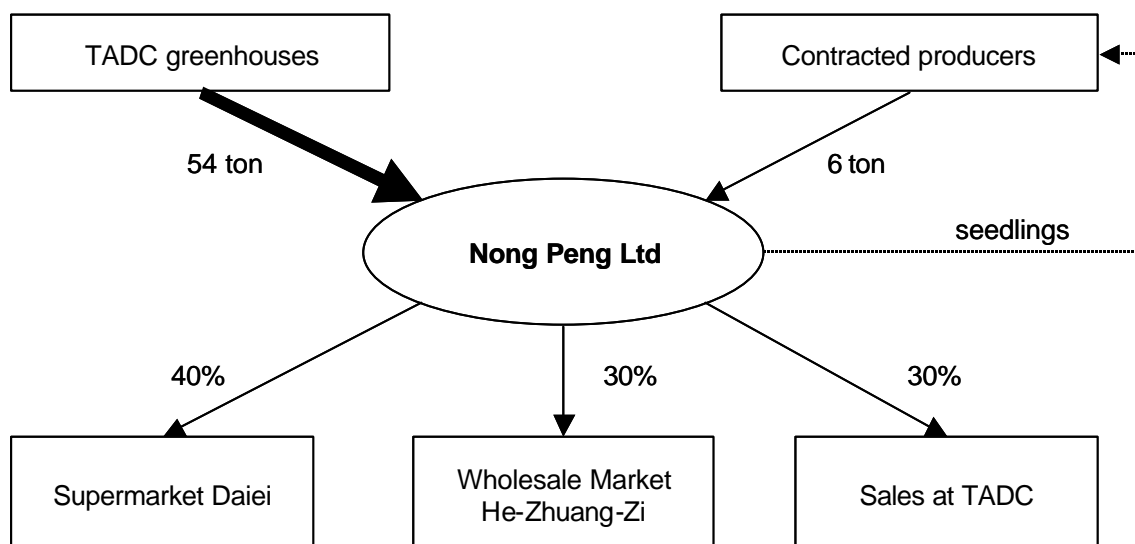 TADC greenhouses
Contracted producers
54 ton
6 ton
Nong Peng Ltd
seedlings
40%
30%
30%
Supermarket Daiei
Wholesale Market
He-Zhuang-Zi
Sales at TADC